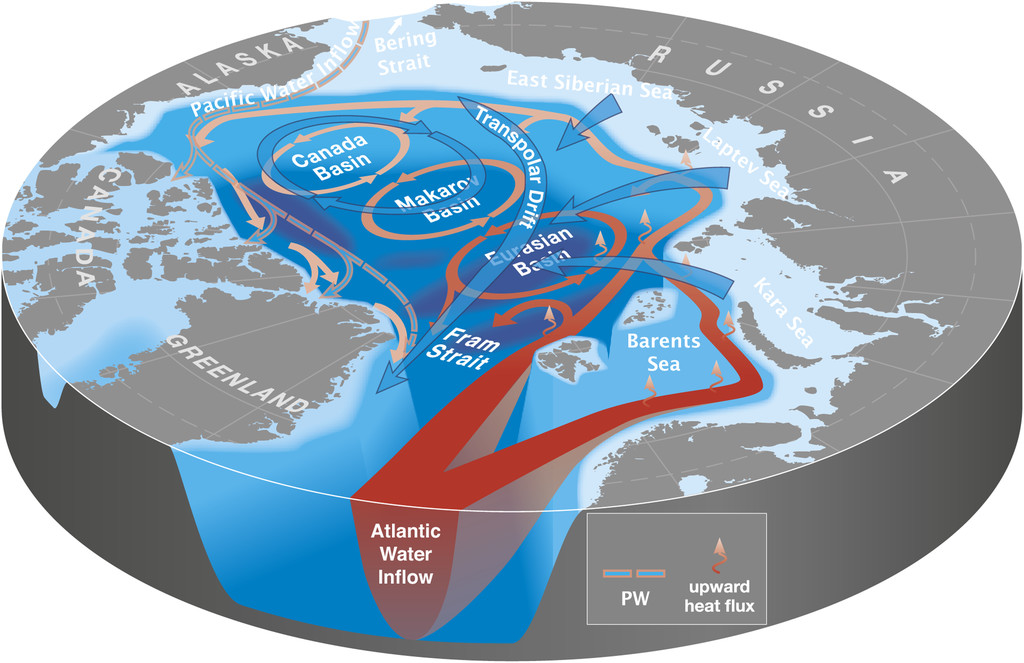 ALASKA
Pacific Water Inflow
Bering
Strait
RUSSIA
East Siberian Sea
Laptev Sea
Kara Sea
Transpolar Drift
Canada
Basin
Makarov
Basin
Eurasian
Basin
CANADA
GREENLAND
Fram
Strait
Barents
Sea
Atlantic
Water
Inflow
PW
upward
heat flux